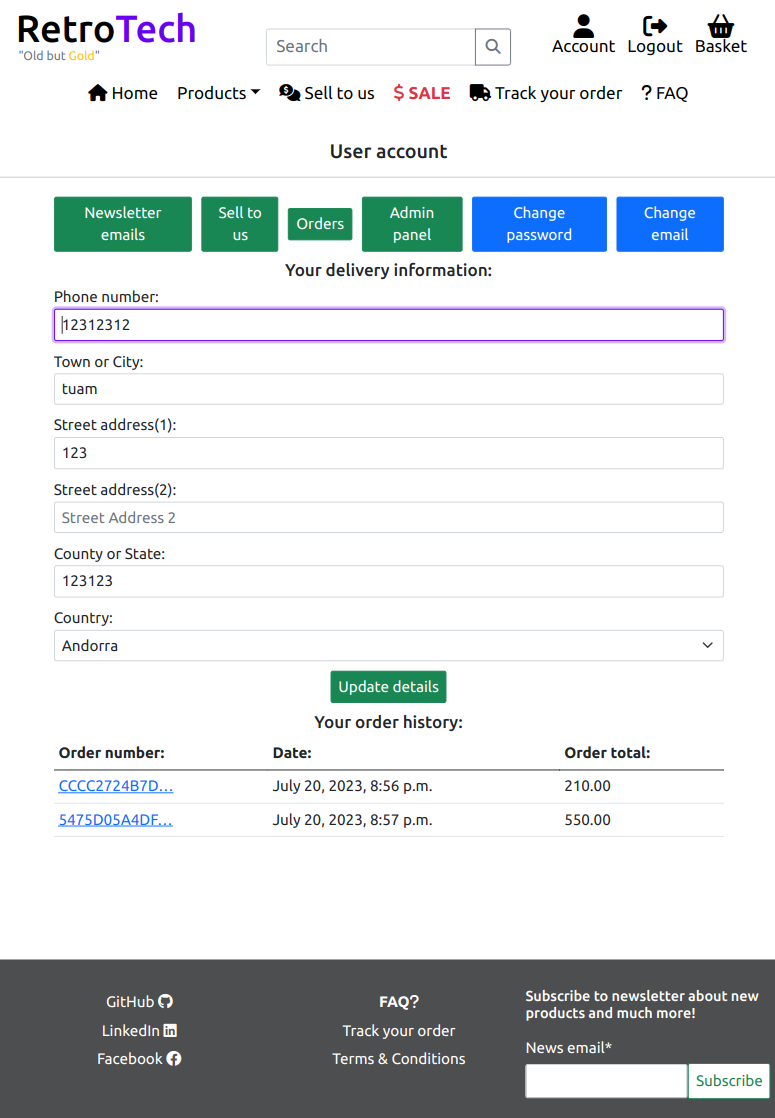 RetroTech
"Old but Gold"
Search
Account Logout Basket
Home Products Sell to us $ SALE Track your order ? FAQ
User account
Newsletter emails
Sell to us
Orders
Admin panel
Change password
Change email
Your delivery information:
Phone number:
12312312
Town or City:
tuam
Street address(1):
123
Street address(2):
Street Address 2
County or State:
123123
Country:
Andorra
Update details
Your order history:
Order number: Date: Order total:
CCCC2724B7D... July 20, 2023, 8:56 p.m. 210.00
5475D05A4DF... July 20, 2023, 8:57 p.m. 550.00
GitHub
LinkedIn
Facebook
FAQ?
Track your order
Terms & Conditions
Subscribe to newsletter about new
products and much more!
News email*
Subscribe